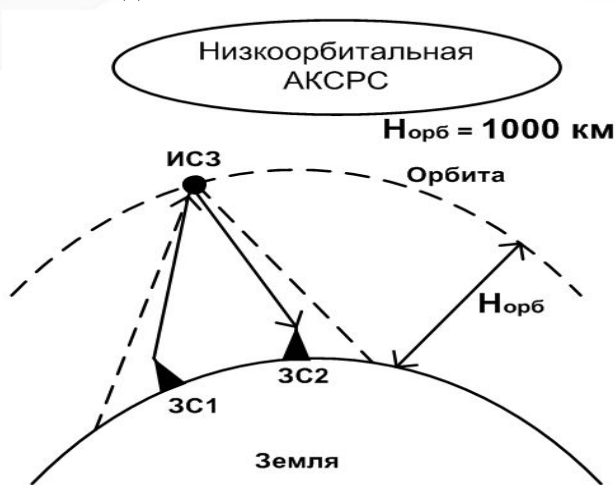 Низкоорбитальная
АКСРС
Hорб = 1000 км
ИСЗ
Орбита
Hорб
ЗС2
ЗС1
Земля